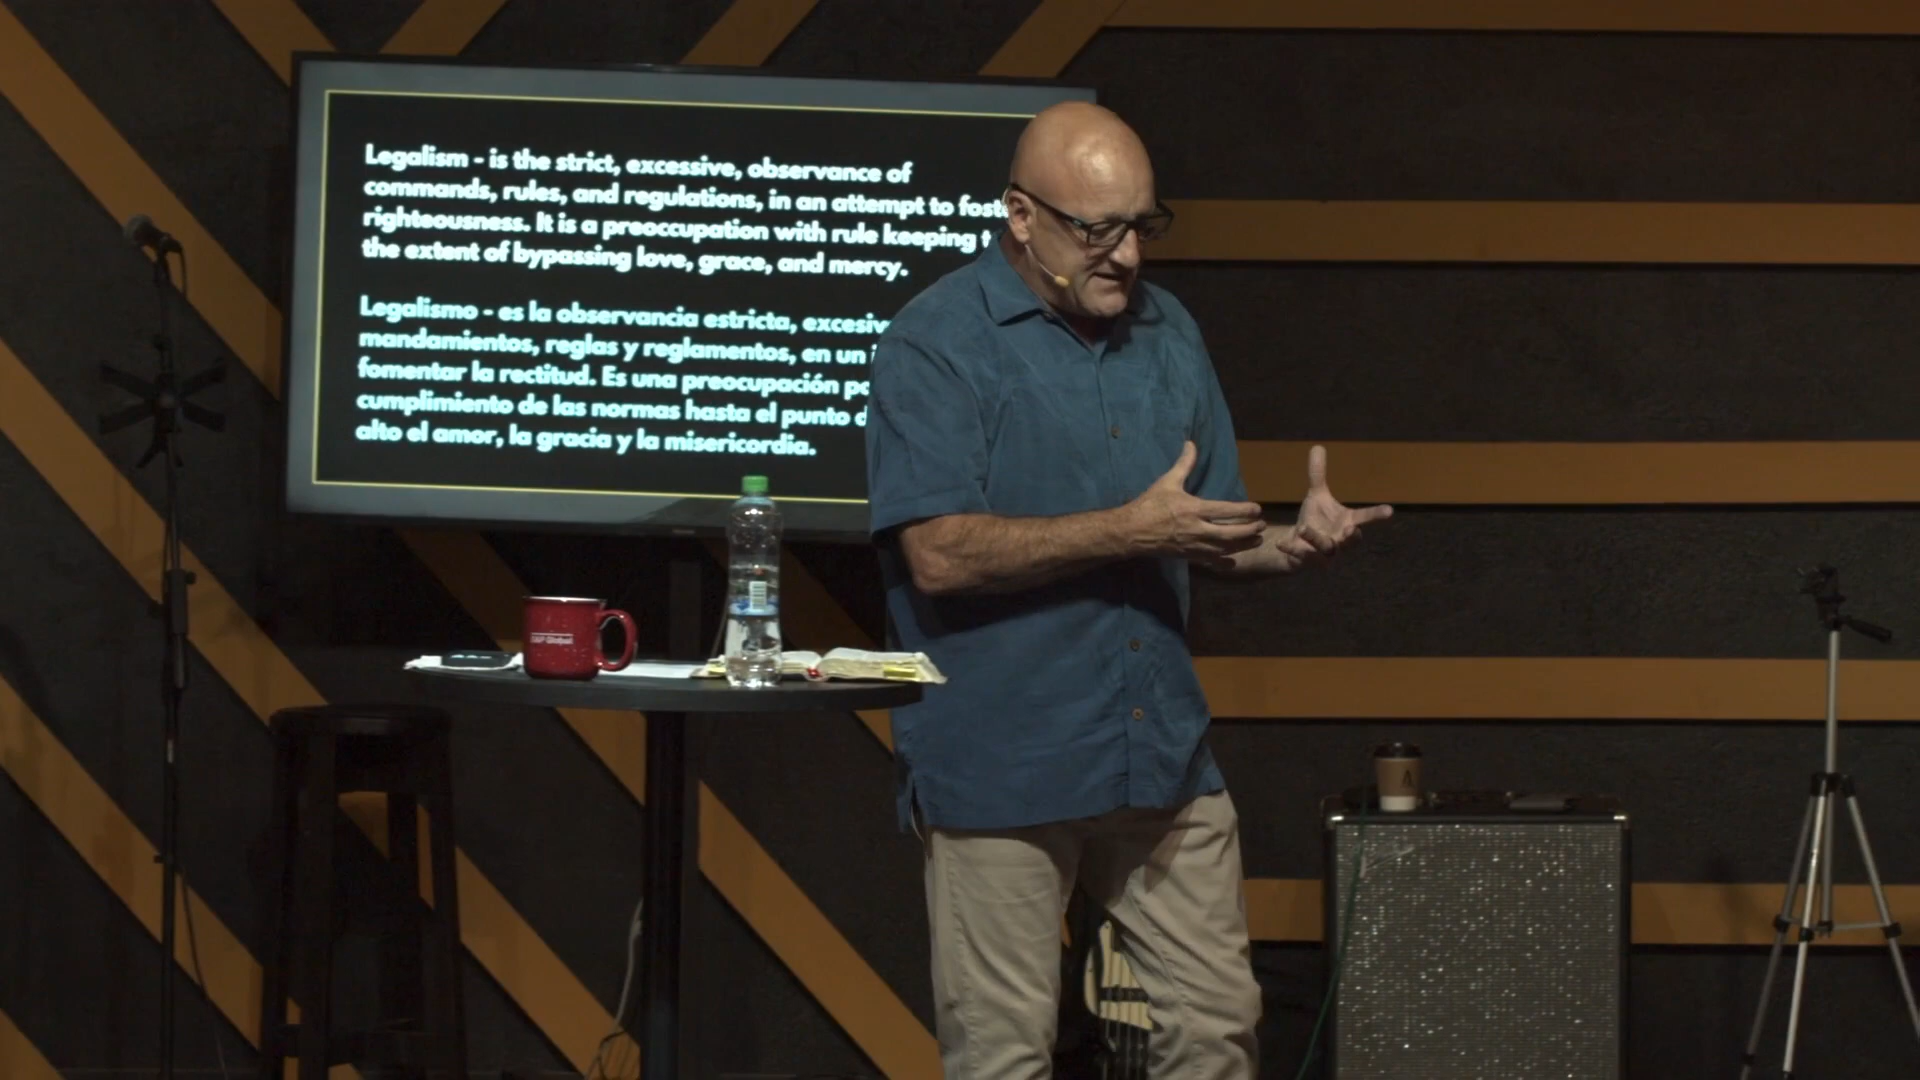 Legalism - is the strict, excessive, observance of
commands, rules, and regulations, in an attempt to
righteousness. It is a preoccupation with rule keeping
the extent of bypassing love, grace, and mercy.
Legalismo - es la observancia estricta,
mandamientos, reglas y reglamentos, en un
fomentar la rectitud. Es una preocupación
cumplimiento de las normas hasta el punto
alto el amor, la gracia y la misericordia.
Global
A